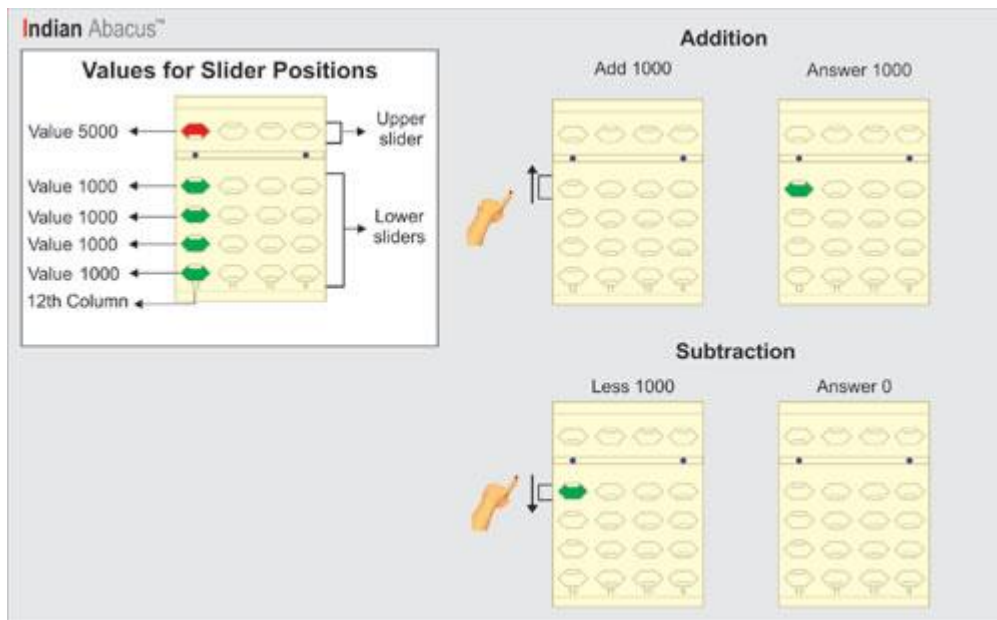 Indian Abacus™
Values for Slider Positions
Value 5000
Upper
slider
Value 1000
Value 1000
Value 1000
Value 1000
Lower
sliders
12th Column
Addition
Add 1000
Answer 1000
Subtraction
Less 1000
Answer 0